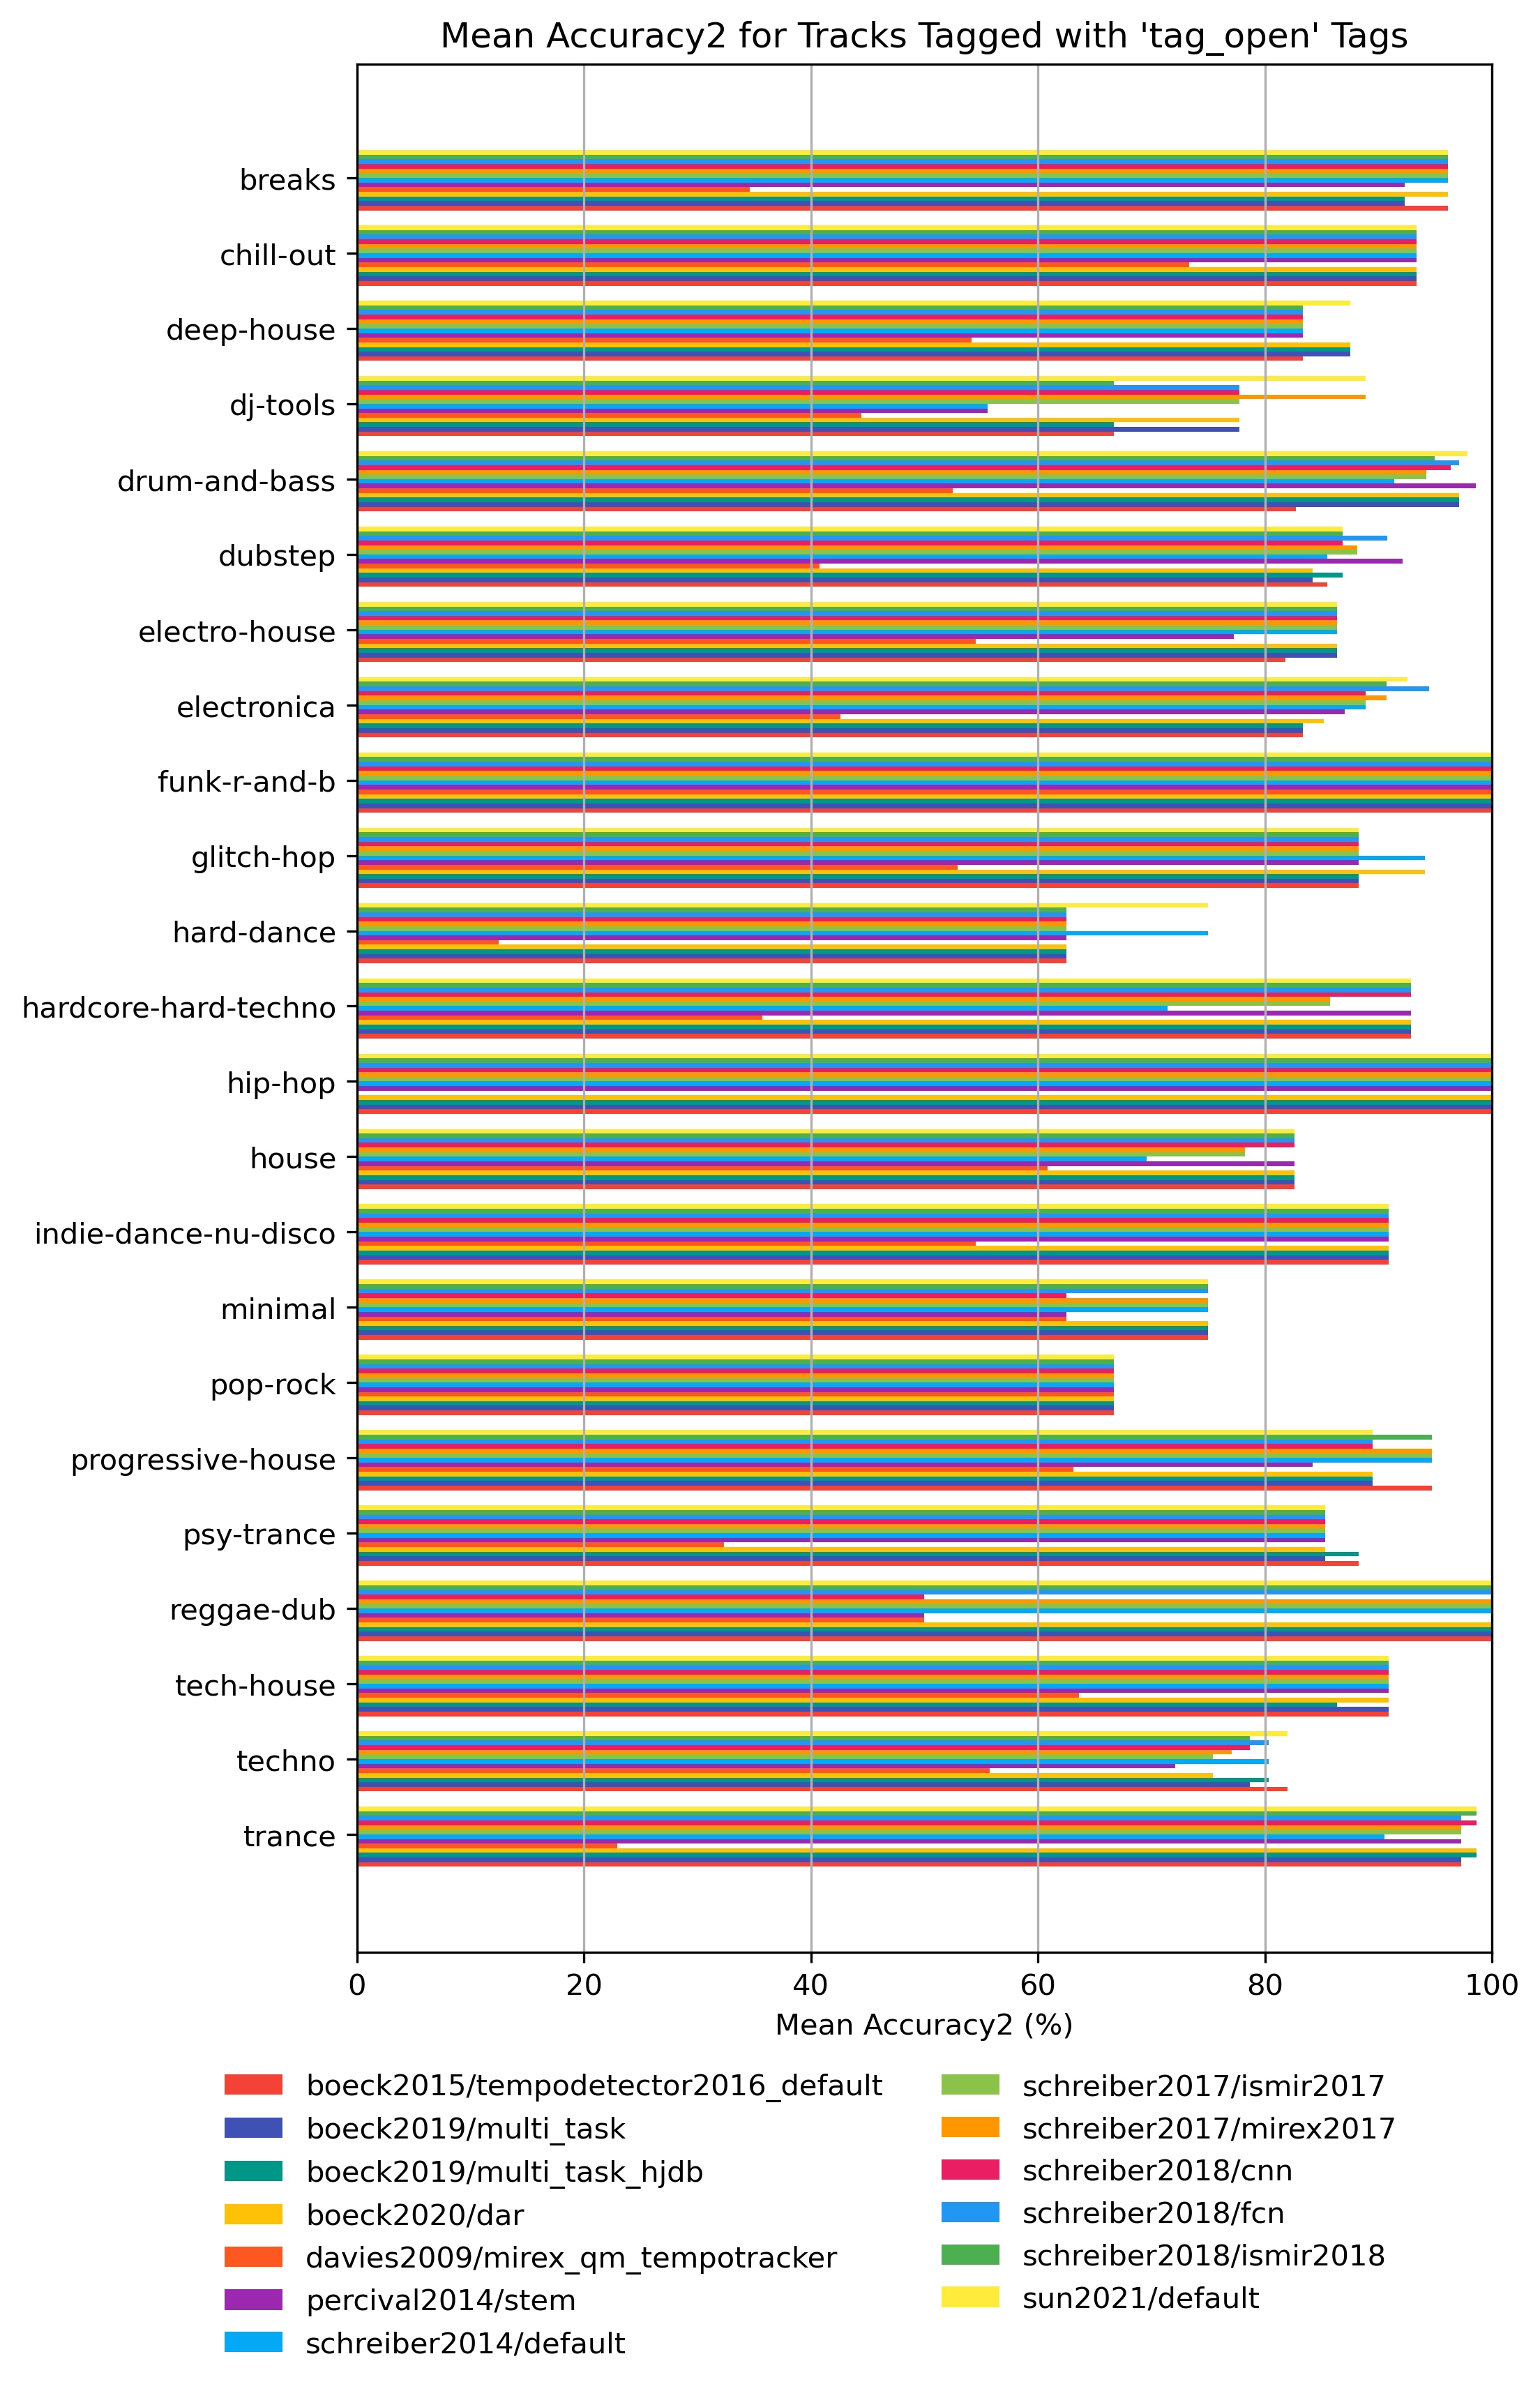 Mean Accuracy2 for Tracks Tagged with 'tag_open' Tags
breaks
chill-out
deep-house
dj-tools
drum-and-bass
dubstep
electro-house
electronica
funk-r-and-b
glitch-hop
hard-dance
hardcore-hard-techno
hip-hop
house
indie-dance-nu-disco
minimal
pop-rock
progressive-house
psy-trance
reggae-dub
tech-house
techno
trance
0 20 40 60 80 100
Mean Accuracy2 (%)
boeck2015/tempodetector2016_default
boeck2019/multi_task
boeck2019/multi_task_hjdb
boeck2020/dar
davies2009/mirex_qm_tempotracker
percival2014/stem
schreiber2014/default
schreiber2017/ismir2017
schreiber2017/mirex2017
schreiber2018/cnn
schreiber2018/fcn
schreiber2018/ismir2018
sun2021/default